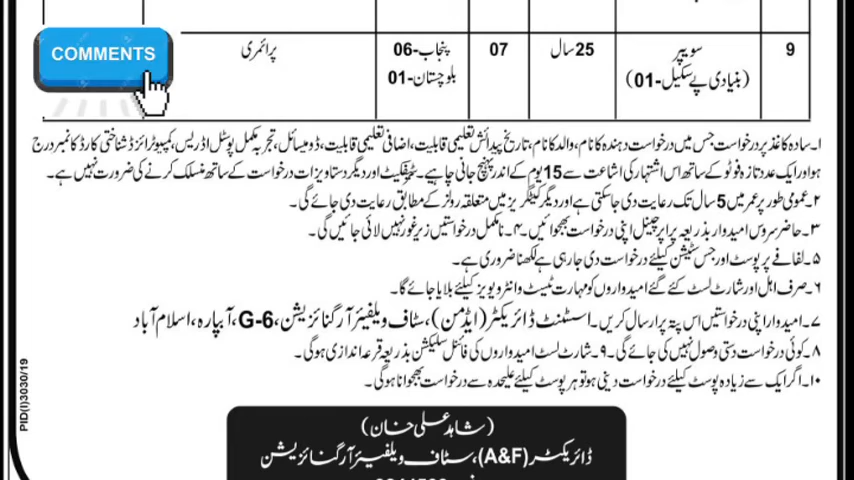 COMMENTS
9 سوئیپر 25 سال 07 پنجاب-06 پرائمری
(بنیادی پے سکیل-01) بلوچستان-01
۱۔ سادہ کاغذ پر درخواست جس میں درخواست دہندہ کا نام، والد کا نام، تاریخ پیدائش تعلیمی قابلیت، اضافی تعلیمی قابلیت، ڈومیسائل، تجربہ مکمل پوسٹل اڈریس، کمپیوٹرائزڈ شناختی کارڈ کا نمبر درج
ہو اور ایک عدد تازہ فوٹو کے ساتھ اس اشتہار کی اشاعت سے 15 یوم کے اندر پہنچ جانی چاہیے۔ سرٹیفکیٹ اور دیگر دستاویزات درخواست کے ساتھ منسلک کرنے کی ضرورت نہیں ہے۔
۲۔ عمومی طور پر عمر میں 5 سال تک رعایت دی جاسکتی ہے اور دیگر کیٹگریز میں متعلقہ رولز کے مطابق رعایت دی جائے گی۔
۳۔ حاضر سروس امیدوار بذریعہ پراپر چینل اپنی درخواست بھجوائیں۔ ۴۔ نامکمل درخواستیں زیر غور نہیں لائی جائیں گی۔
۵۔ لفافے پر پوسٹ اور جس سٹیشن کیلئے درخواست دی جارہی ہے لکھنا ضروری ہے۔
۶۔ صرف اہل اور شارٹ لسٹ کئے گئے امیدواروں کو مہارت ٹیسٹ و انٹرویو کیلئے بلایا جائے گا۔
۷۔ امیدوار اپنی درخواستیں اس پتہ پر ارسال کریں۔ اسسٹنٹ ڈائریکٹر (ایڈمن)، سٹاف ویلفیئر آرگنائزیشن، G-6، آبپارہ، اسلام آباد
۸۔ کوئی درخواست دستی وصول نہیں کی جائے گی۔ ۹۔ شارٹ لسٹ امیدواروں کی فائنل سلیکشن بذریعہ قرعہ اندازی ہوگی۔
۱۰۔ اگر ایک سے زیادہ پوسٹ کیلئے درخواست دینی ہو تو ہر پوسٹ کیلئے علیحدہ سے درخواست بھجوانا ہوگی۔
PID(I)3030/19
(شاہد علی خان)
ڈائریکٹر (A&F)، سٹاف ویلفیئر آرگنائزیشن